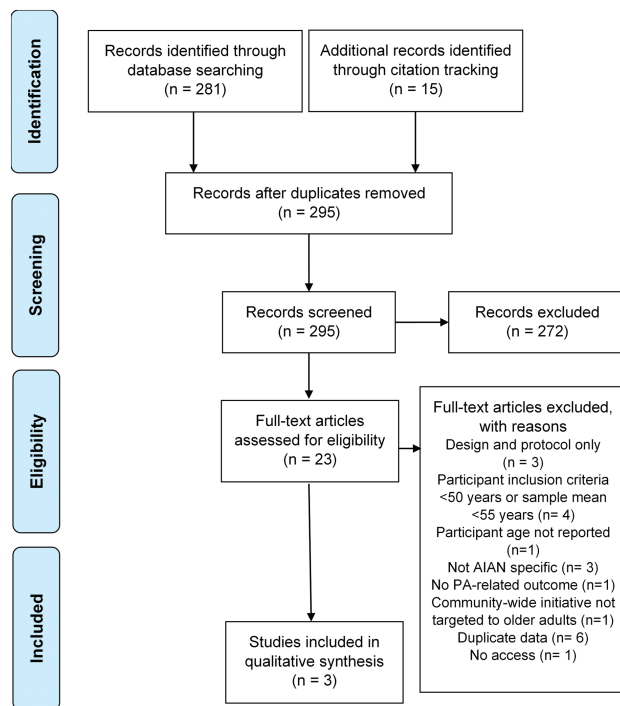 Identification
Records identified through
database searching
(n = 281)
Additional records identified
through citation tracking
(n = 15)
Records after duplicates removed
(n = 295)
Screening
Records screened
(n = 295)
Records excluded
(n = 272)
Eligibility
Full-text articles
assessed for eligibility
(n = 23)
Full-text articles excluded,
with reasons
Design and protocol only
(n = 3)
Participant inclusion criteria
<50 years or sample mean
<55 years (n= 4)
Participant age not reported
(n=1)
Not AIAN specific (n= 3)
No PA-related outcome (n=1)
Community-wide initiative not
targeted to older adults (n=1)
Duplicate data (n= 6)
No access (n= 1)
Included
Studies included in
qualitative synthesis
(n = 3)